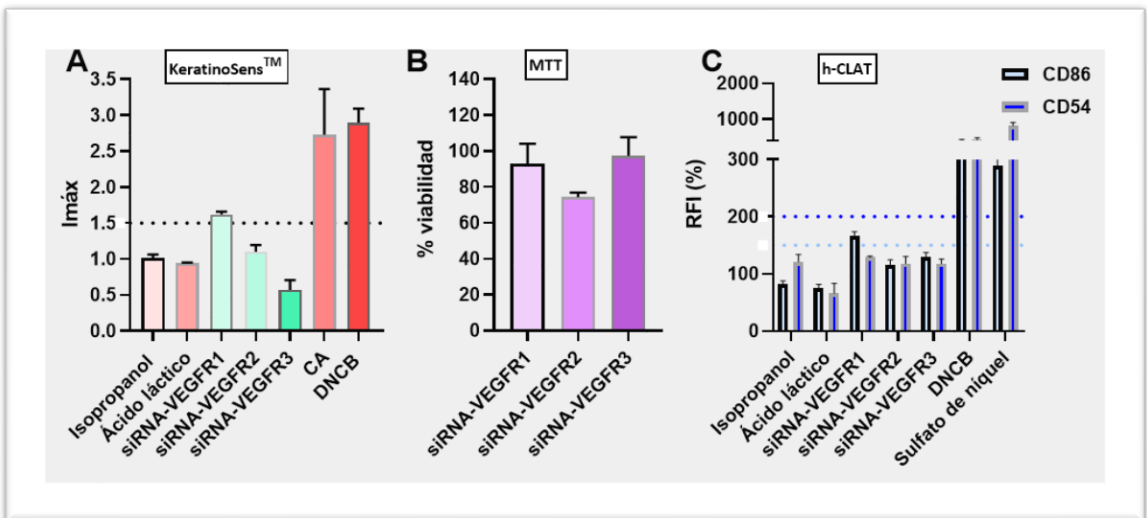 A
KeratinoSens™
Imáx
3.5
3.0
2.5
2.0
1.5
1.0
0.5
0.0
Isopropanol
Ácido láctico
siRNA-VEGFR1
siRNA-VEGFR2
siRNA-VEGFR3
CA
DNCB
B
MTT
% viabilidad
140
120
100
80
60
40
20
0
siRNA-VEGFR1
siRNA-VEGFR2
siRNA-VEGFR3
C
h-CLAT
CD86
CD54
RFI (%)
2000
1000
300
200
100
0
Isopropanol
Ácido láctico
siRNA-VEGFR1
siRNA-VEGFR2
siRNA-VEGFR3
DNCB
Sulfato de níquel